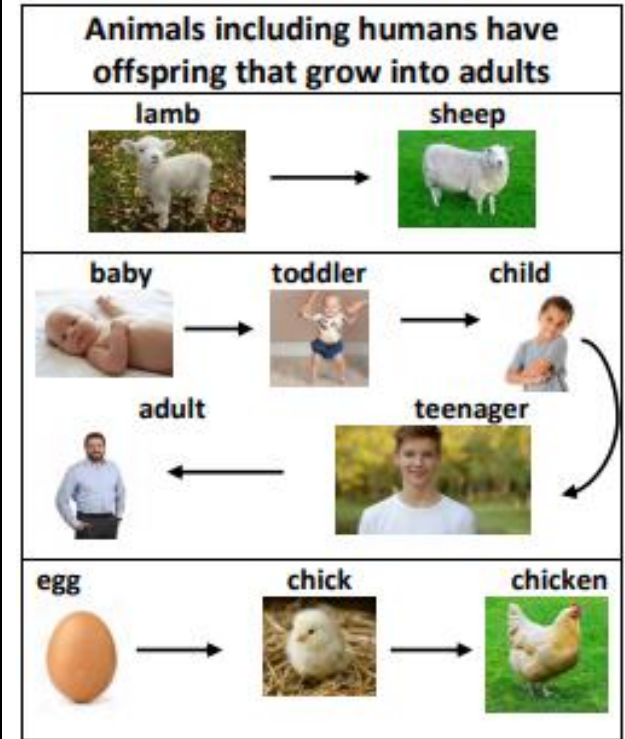 Animals including humans have
offspring that grow into adults
lamb sheep
baby toddler child
adult teenager
egg chick chicken